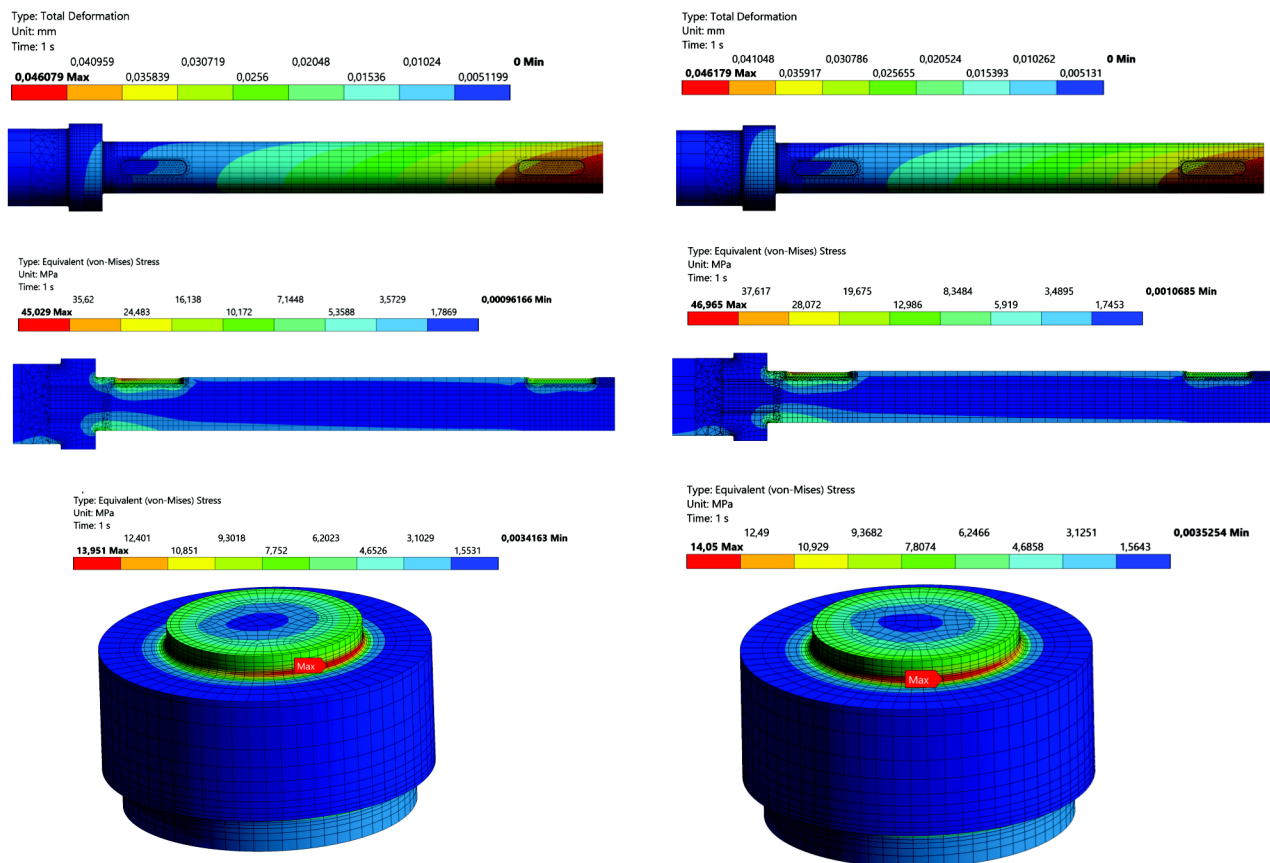 Type: Total Deformation
Unit: mm
Time: 1 s
0,040959 0,030719 0,02048 0,01024 0 Min
0,046079 Max 0,035839 0,0256 0,01536 0,0051199
Type: Total Deformation
Unit: mm
Time: 1 s
0,041048 0,030786 0,020524 0,010262 0 Min
0,046179 Max 0,035917 0,025655 0,015393 0,005131
Type: Equivalent (von-Mises) Stress
Unit: MPa
Time: 1 s
35,62 16,138 7,1448 3,5729 0,00096166 Min
45,029 Max 24,483 10,172 5,3588 1,7869
Type: Equivalent (von-Mises) Stress
Unit: MPa
Time: 1 s
37,617 19,675 8,3484 3,4895 0,0010685 Min
46,965 Max 28,072 12,986 5,919 1,7453
Type: Equivalent (von-Mises) Stress
Unit: MPa
Time: 1 s
12,401 9,3018 6,2023 3,1029 0,0034163 Min
13,951 Max 10,851 7,752 4,6526 1,5531
Max
Type: Equivalent (von-Mises) Stress
Unit: MPa
Time: 1 s
12,49 9,3682 6,2466 3,1251 0,0035254 Min
14,05 Max 10,929 7,8074 4,6858 1,5643
Max